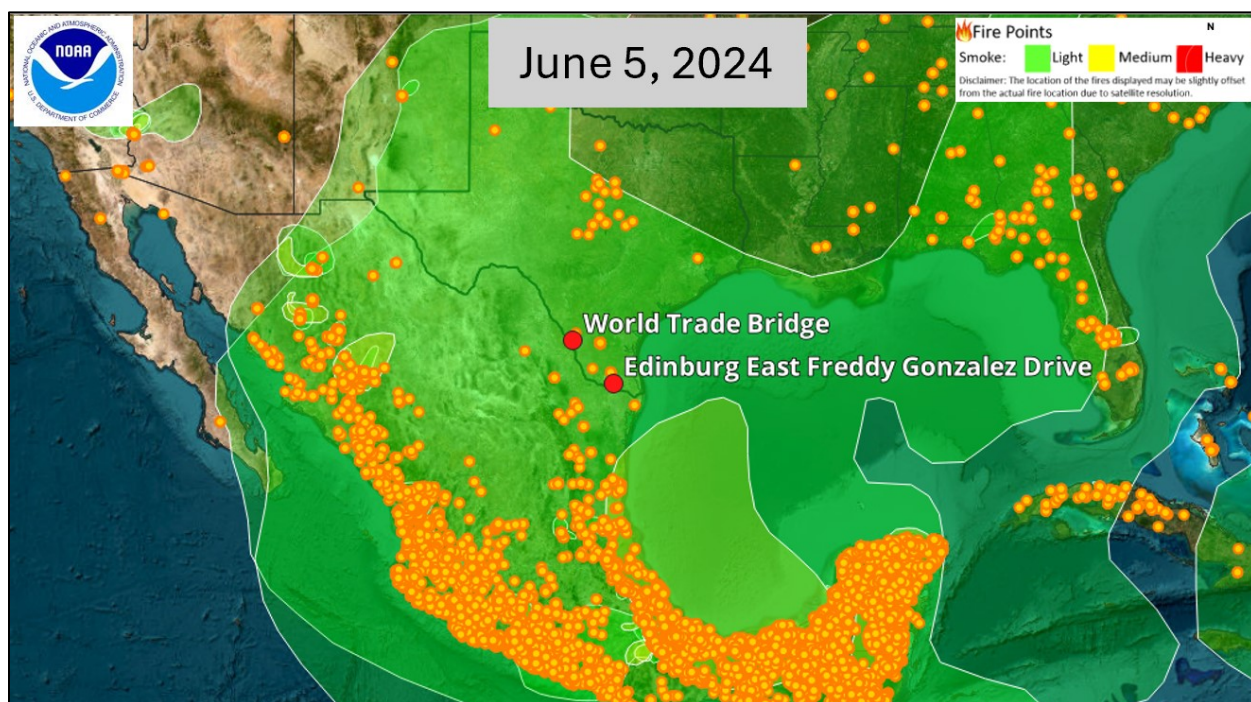 NATIONAL OCEANIC AND ATMOSPHERIC ADMINISTRATION
NOAA
U.S. DEPARTMENT OF COMMERCE
June 5, 2024
N
Fire Points
Smoke: Light Medium Heavy
Disclaimer: The location of the fires displayed may be slightly offset
from the actual fire location due to satellite resolution.
World Trade Bridge
Edinburg East Freddy Gonzalez Drive